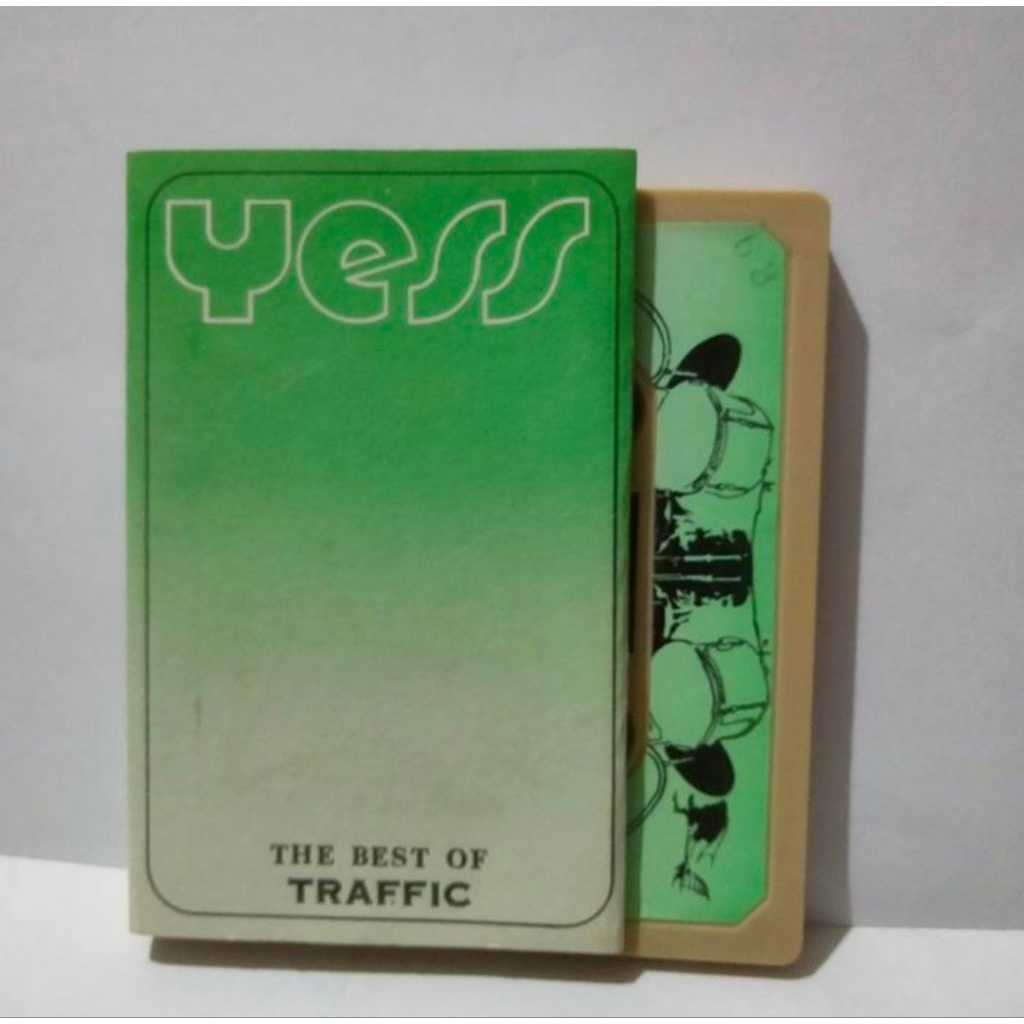 Yess
THE BEST OF
TRAFFIC